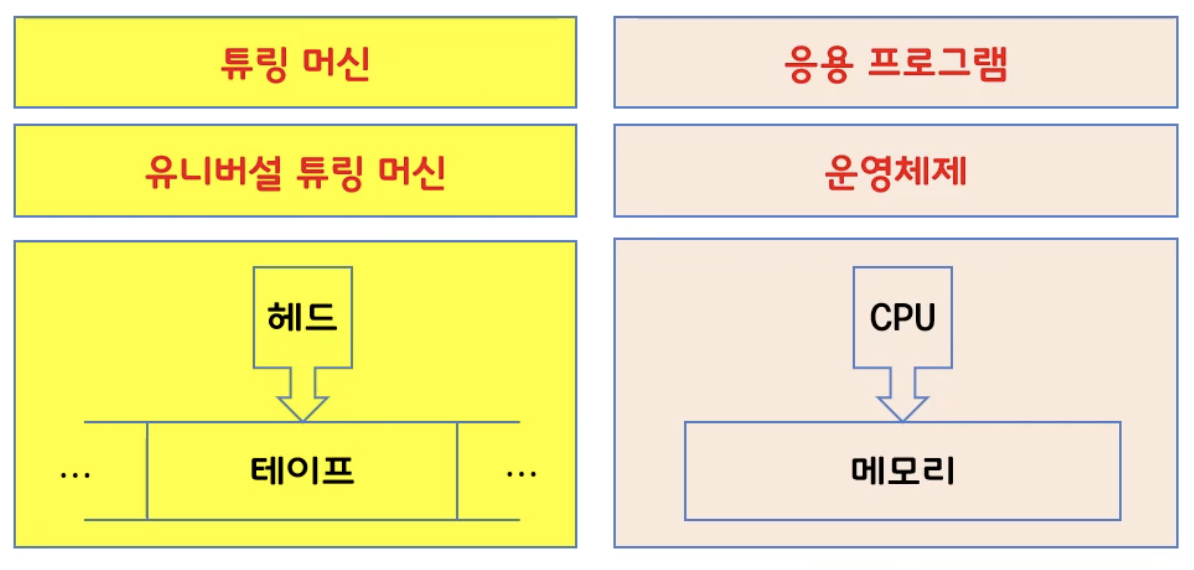 튜링 머신
유니버설 튜링 머신
헤드
... 테이프 ...
응용 프로그램
운영체제
CPU
메모리